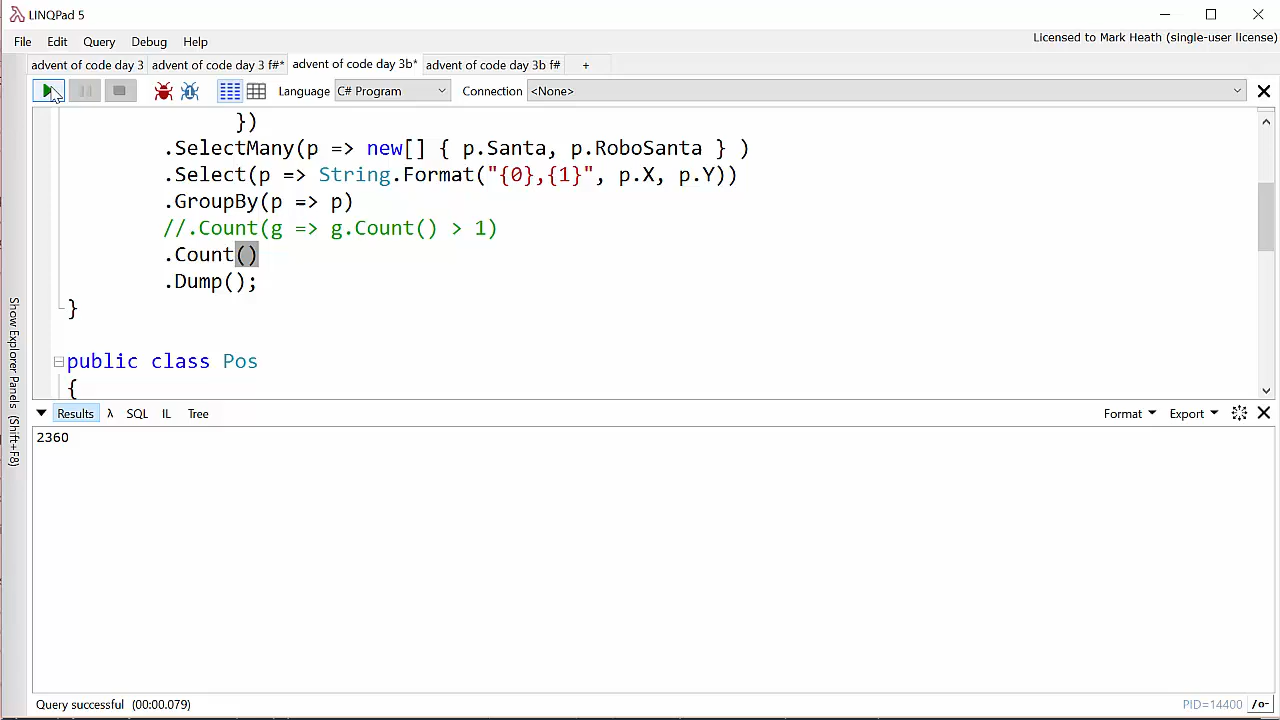 LINQPad 5
File Edit Query Debug Help
Licensed to Mark Heath (single-user license)
advent of code day 3 advent of code day 3 f#* advent of code day 3b* advent of code day 3b f# +
Language C# Program Connection <None>
})
.SelectMany(p => new[] { p.Santa, p.RoboSanta } )
.Select(p => String.Format("{0},{1}", p.X, p.Y))
.GroupBy(p => p)
//.Count(g => g.Count() > 1)
.Count()
.Dump();
}
public class Pos
{
Show Explorer Panels (Shift+F8)
Results λ SQL IL Tree
Format Export
2360
Query successful (00:00.079)
PID=14400 /o-